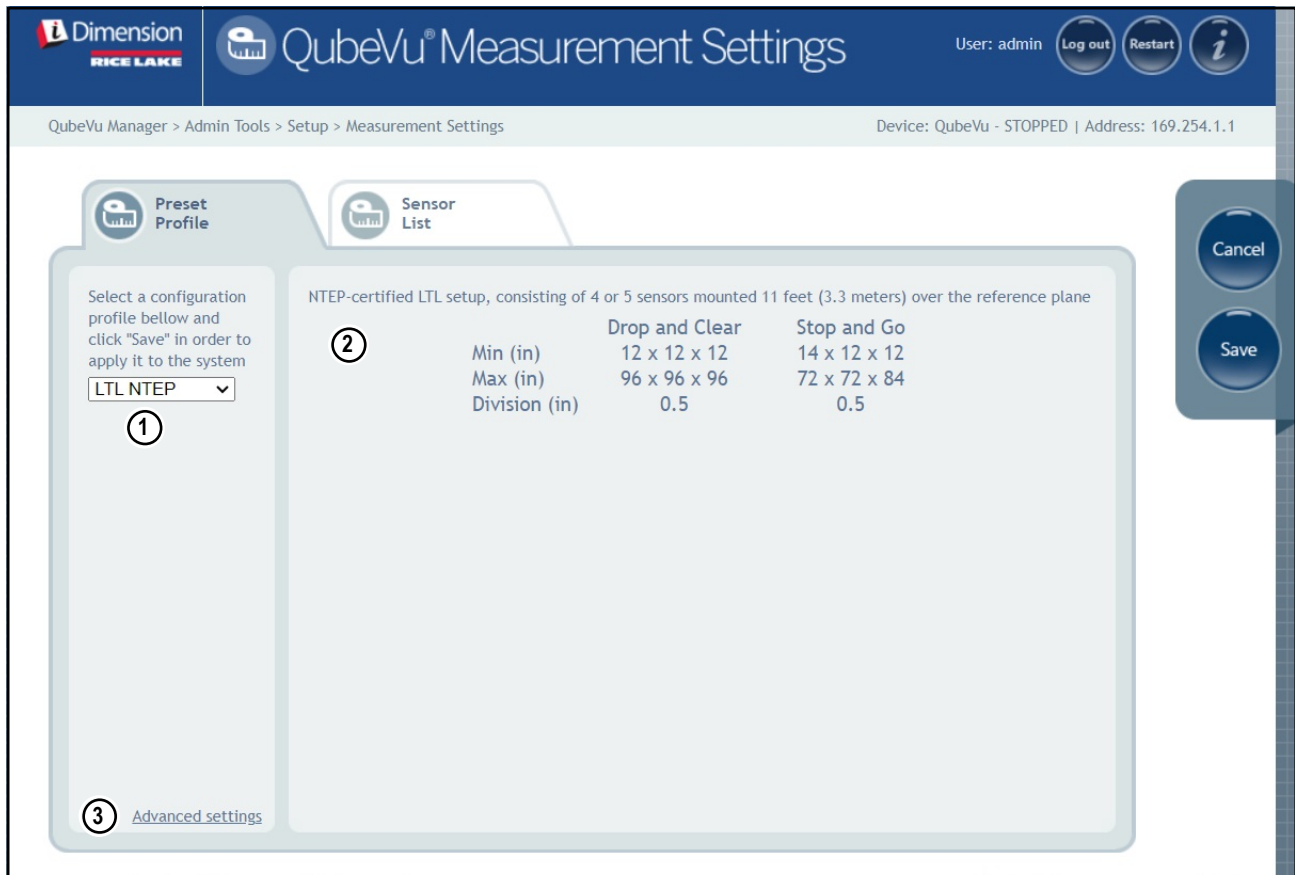 i Dimension
RICE LAKE
QubeVu® Measurement Settings
User: admin
Log out
Restart
i
QubeVu Manager > Admin Tools > Setup > Measurement Settings
Device: QubeVu - STOPPED | Address: 169.254.1.1
Preset
Profile
Sensor
List
Cancel
Save
Select a configuration
profile bellow and
click "Save" in order to
apply it to the system
LTL NTEP
1
NTEP-certified LTL setup, consisting of 4 or 5 sensors mounted 11 feet (3.3 meters) over the reference plane
2
Drop and Clear Stop and Go
Min (in) 12 x 12 x 12 14 x 12 x 12
Max (in) 96 x 96 x 96 72 x 72 x 84
Division (in) 0.5 0.5
3
Advanced settings